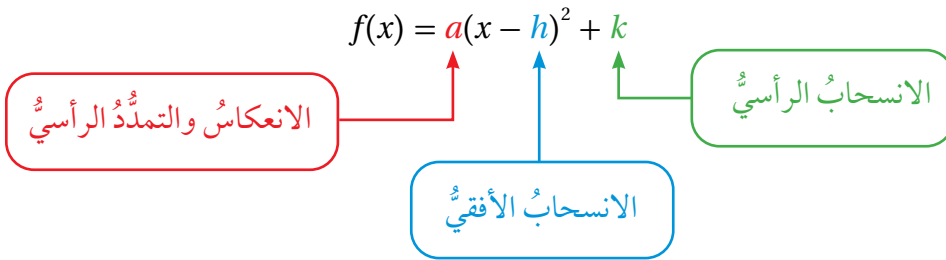 f(x) = a(x − h)² + k
الانسحابُ الرأسيُّ
الانعكاسُ والتمدُّدُ الرأسيُّ
الانسحابُ الأفقيُّ